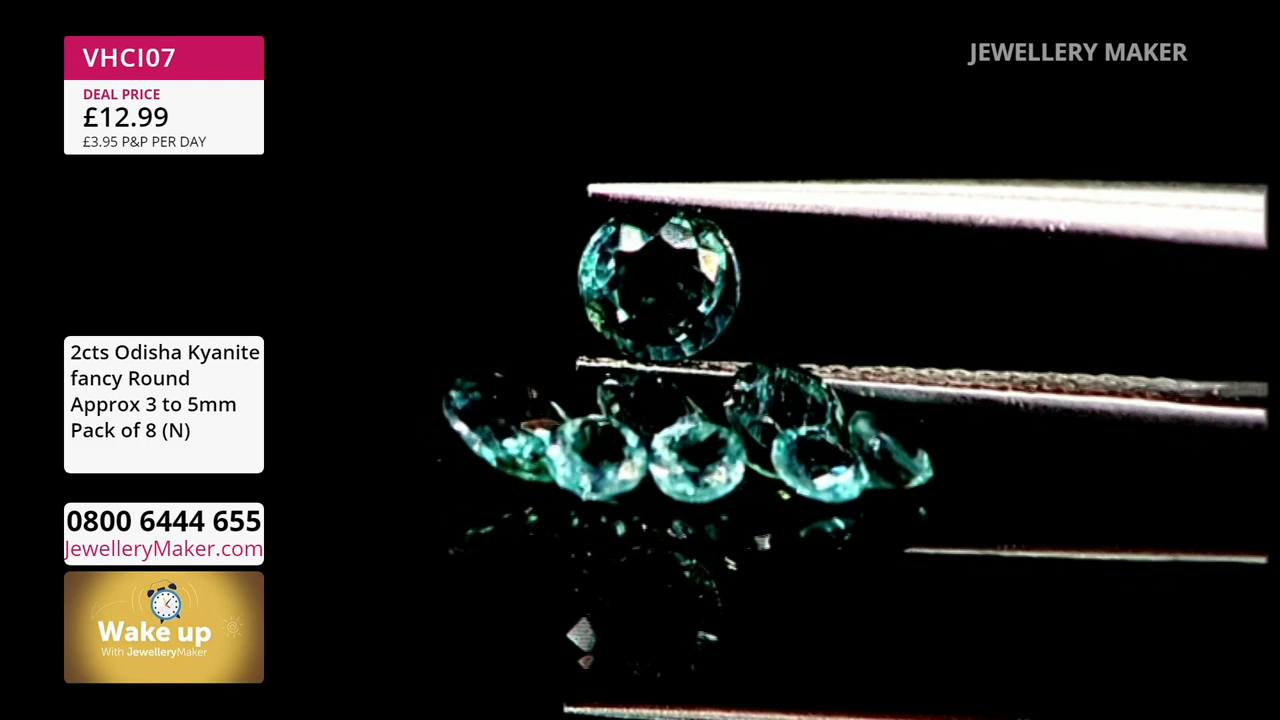 VHCI07
DEAL PRICE
£12.99
£3.95 P&P PER DAY
JEWELLERY MAKER
2cts Odisha Kyanite
fancy Round
Approx 3 to 5mm
Pack of 8 (N)
0800 6444 655
JewelleryMaker.com
Wake up
With JewelleryMaker